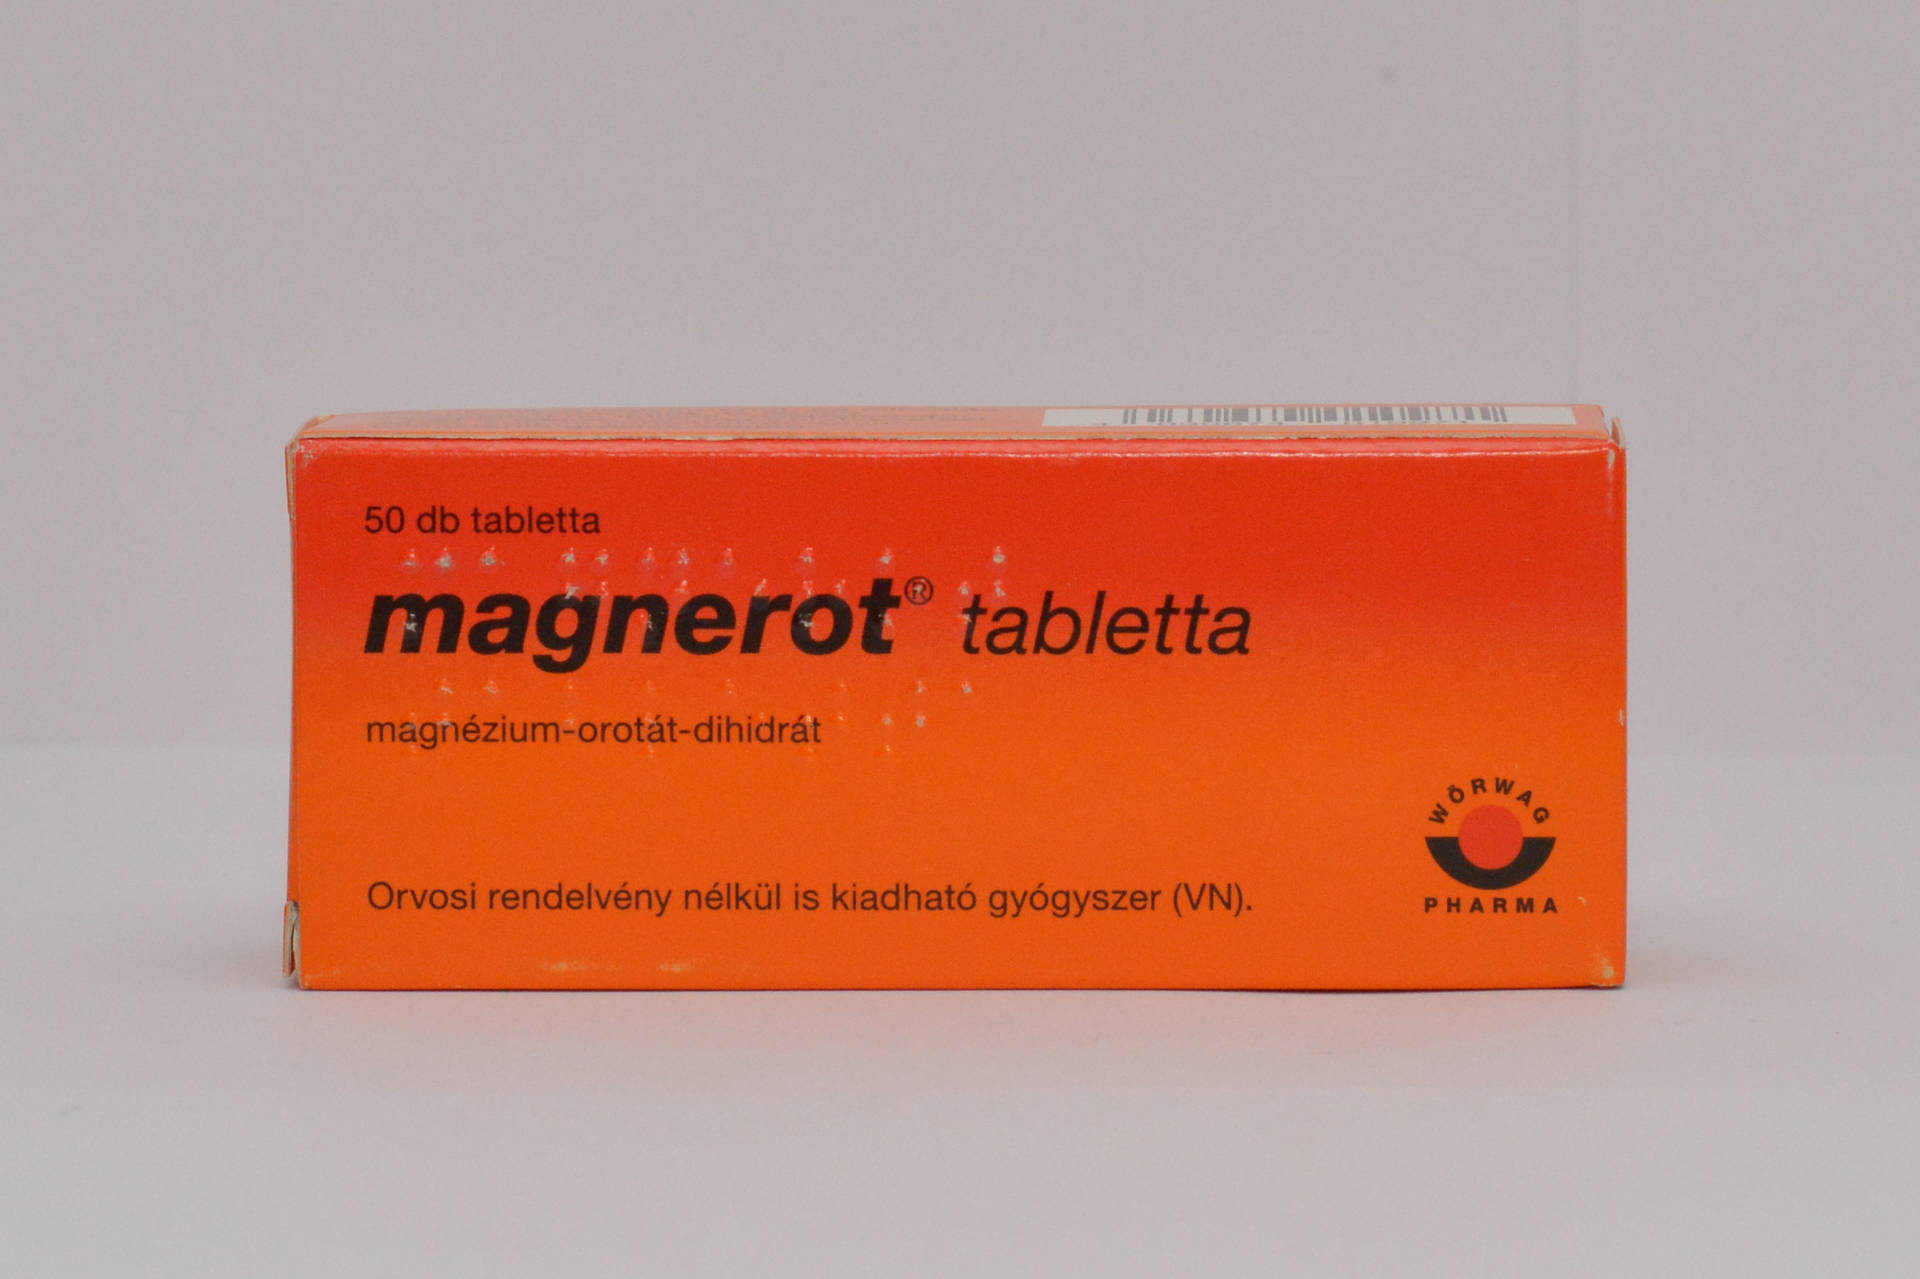 50 db tabletta
magnerot® tabletta
magnézium-orotát-dihidrát
WÖRWAG
PHARMA
Orvosi rendelvény nélkül is kiadható gyógyszer (VN).